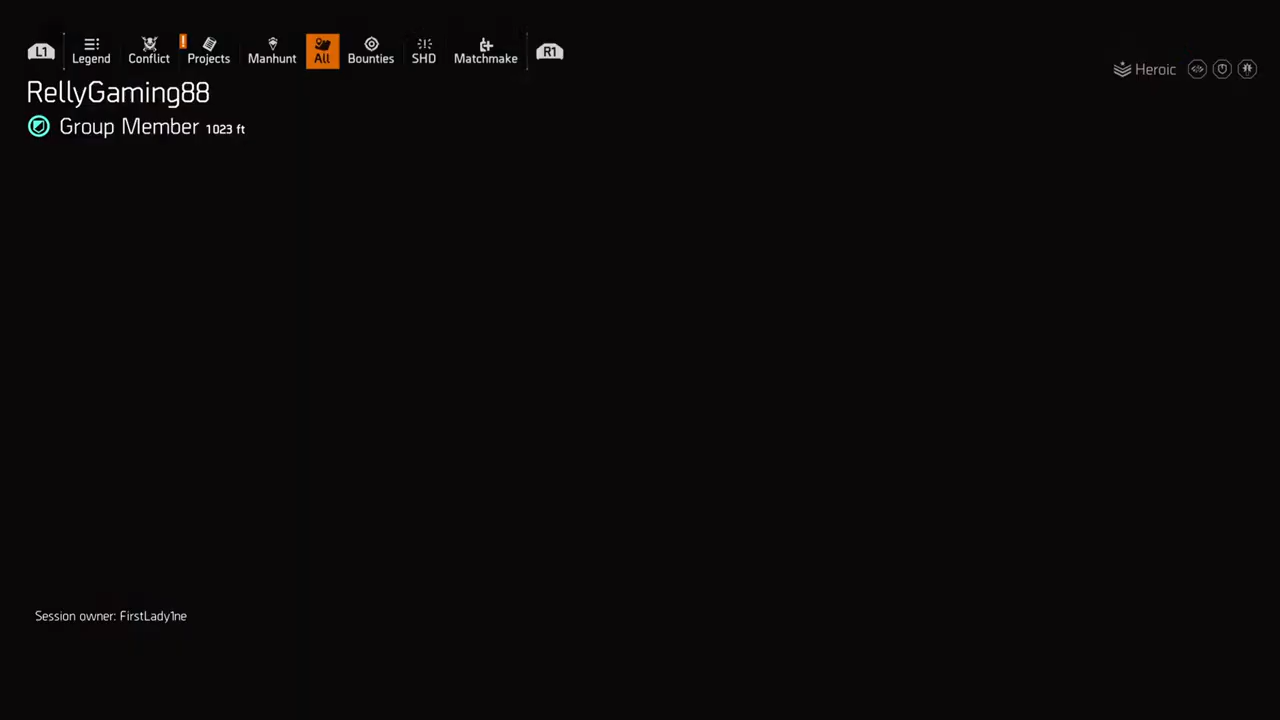 L1 Legend Conflict Projects Manhunt All Bounties SHD Matchmake R1
Heroic
RellyGaming88
Group Member 1023 ft
Session owner: FirstLady1ne